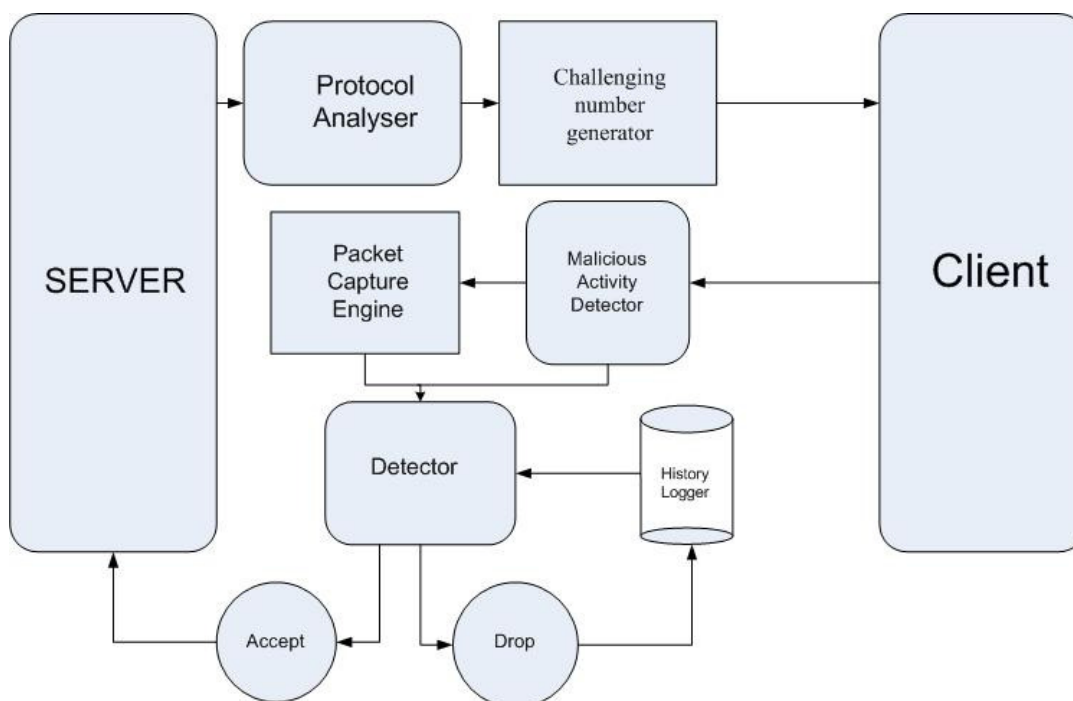 Protocol
Analyser
Challenging
number
generator
SERVER
Packet
Capture
Engine
Malicious
Activity
Detector
Client
Detector
History
Logger
Accept
Drop